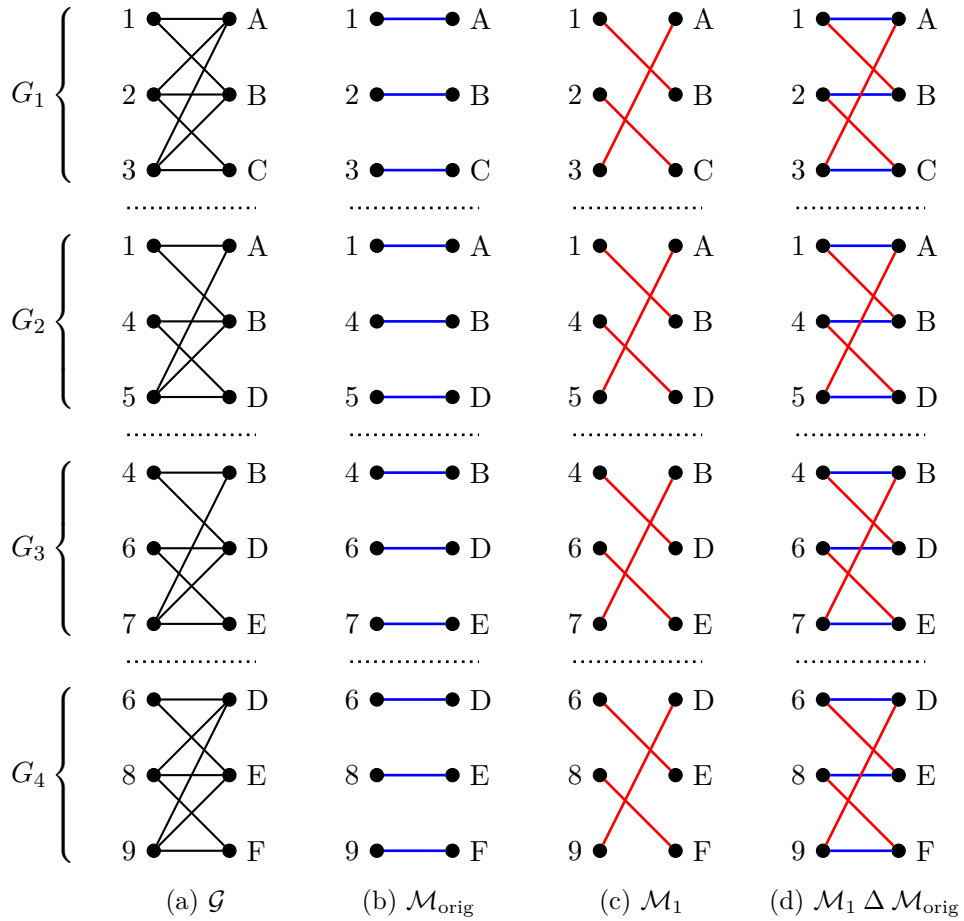 1 A 1 A 1 A 1 A
G₁ 2 B 2 B 2 B 2 B
3 C 3 C 3 C 3 C
1 A 1 A 1 A 1 A
G₂ 4 B 4 B 4 B 4 B
5 D 5 D 5 D 5 D
4 B 4 B 4 B 4 B
G₃ 6 D 6 D 6 D 6 D
7 E 7 E 7 E 7 E
6 D 6 D 6 D 6 D
G₄ 8 E 8 E 8 E 8 E
9 F 9 F 9 F 9 F
(a) 𝒢 (b) ℳorig (c) ℳ₁ (d) ℳ₁ Δ ℳorig